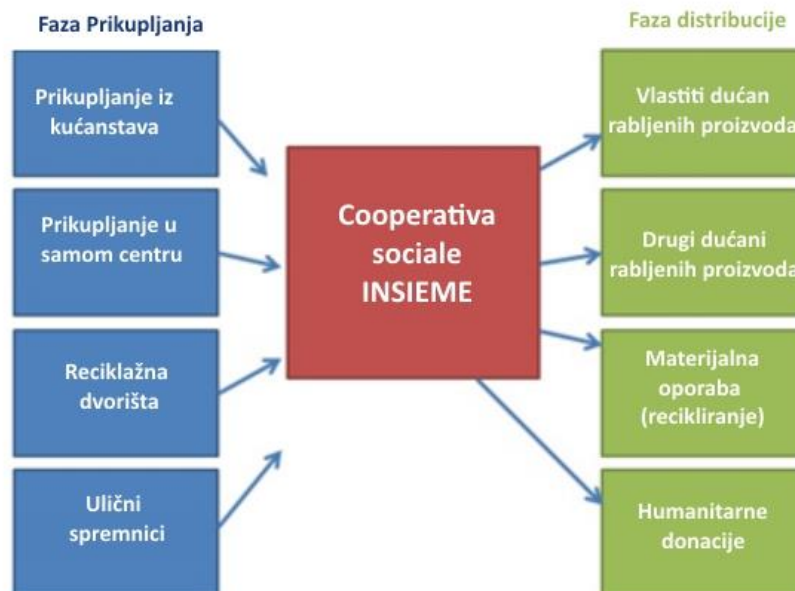 Faza Prikupljanja
Prikupljanje iz
kućanstava
Prikupljanje u
samom centru
Reciklažna
dvorišta
Ulični
spremnici
Cooperativa
sociale
INSIEME
Faza distribucije
Vlastiti dućan
rabljenih proizvoda
Drugi dućani
rabljenih proizvoda
Materijalna
oporaba
(recikliranje)
Humanitarne
donacije